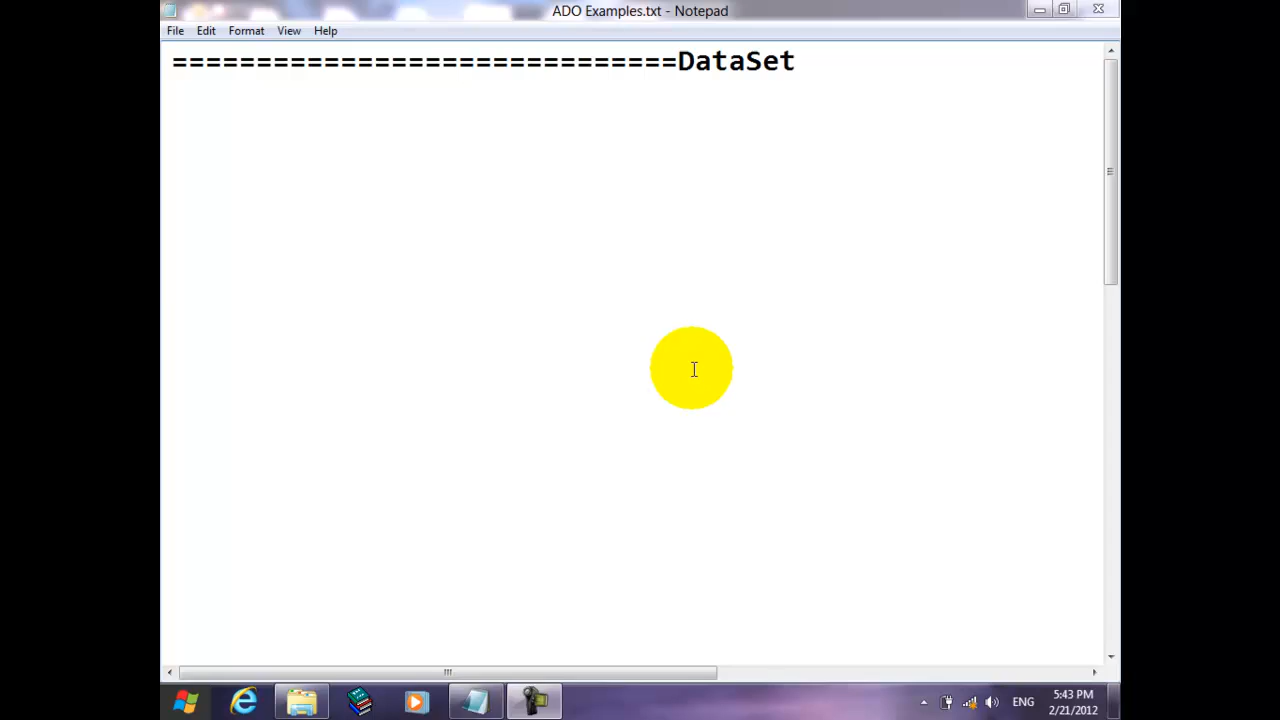 ADO Examples.txt - Notepad
File Edit Format View Help
==============================DataSet
ENG
5:43 PM
2/21/2012